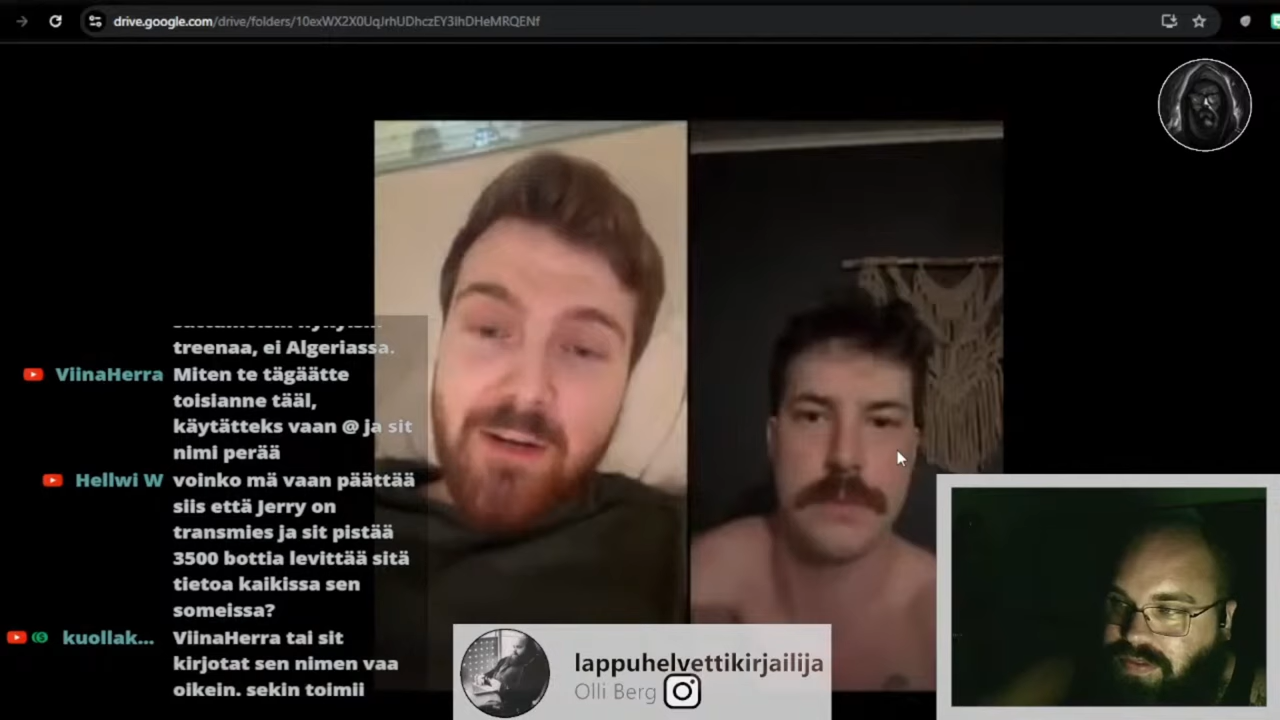 drive.google.com/drive/folders/10exWX2X0UqJrhUDhczEY3IhDHeMRQENf
treenaa, ei Algeriassa.
ViinaHerra Miten te tägäätte
toisianne tääl,
käytätteks vaan @ ja sit
nimi perää
Hellwi W voinko mä vaan päättää
siis että Jerry on
transmies ja sit pistää
3500 bottia levittää sitä
tietoa kaikissa sen
someissa?
kuollak... ViinaHerra tai sit
kirjotat sen nimen vaa
oikein. sekin toimii
lappuhelvettikirjailija
Olli Berg